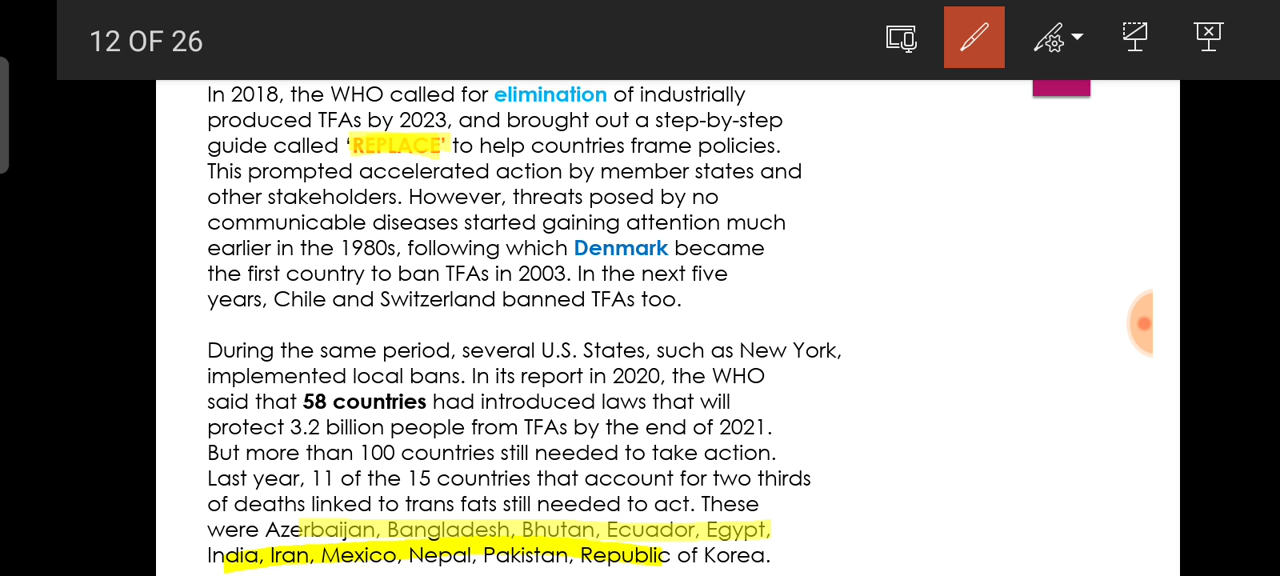 12 OF 26
In 2018, the WHO called for elimination of industrially
produced TFAs by 2023, and brought out a step-by-step
guide called ‘REPLACE’ to help countries frame policies.
This prompted accelerated action by member states and
other stakeholders. However, threats posed by no
communicable diseases started gaining attention much
earlier in the 1980s, following which Denmark became
the first country to ban TFAs in 2003. In the next five
years, Chile and Switzerland banned TFAs too.
During the same period, several U.S. States, such as New York,
implemented local bans. In its report in 2020, the WHO
said that 58 countries had introduced laws that will
protect 3.2 billion people from TFAs by the end of 2021.
But more than 100 countries still needed to take action.
Last year, 11 of the 15 countries that account for two thirds
of deaths linked to trans fats still needed to act. These
were Azerbaijan, Bangladesh, Bhutan, Ecuador, Egypt,
India, Iran, Mexico, Nepal, Pakistan, Republic of Korea.